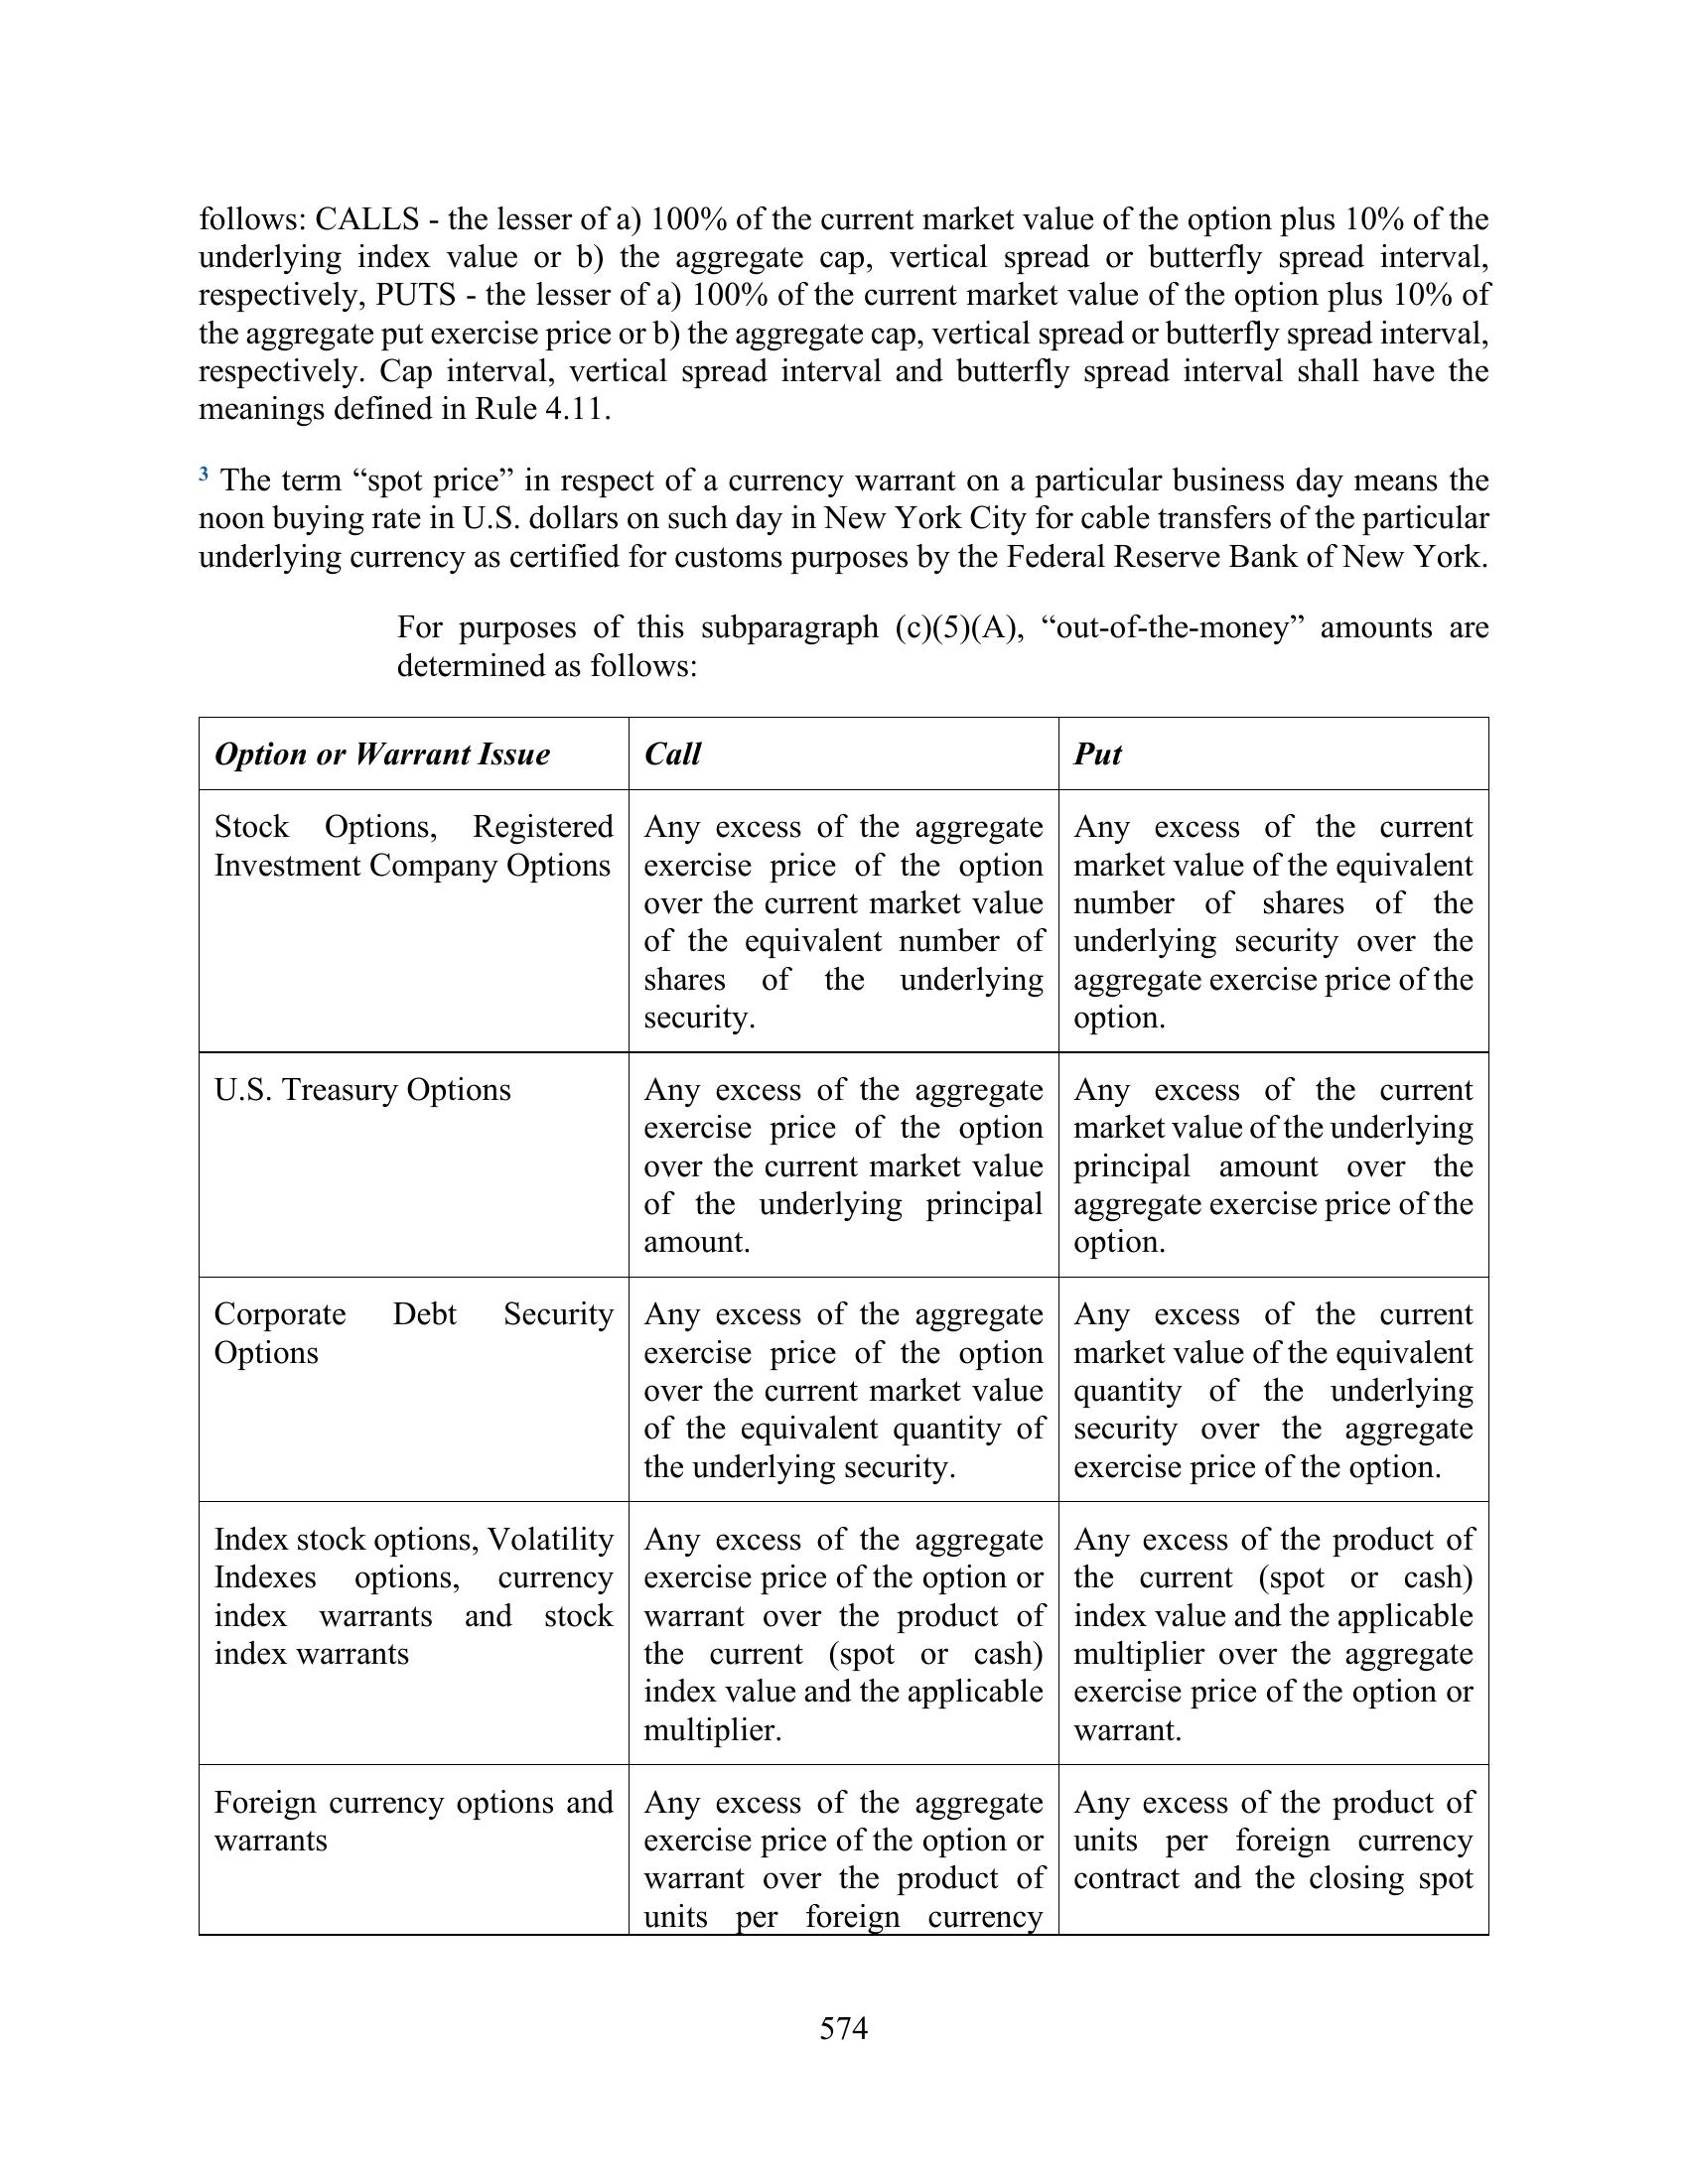 follows: CALLS - the lesser of a) 100% of the current market value of the option plus 10% of the
underlying index value or b) the aggregate cap, vertical spread or butterfly spread interval,
respectively, PUTS - the lesser of a) 100% of the current market value of the option plus 10% of
the aggregate put exercise price or b) the aggregate cap, vertical spread or butterfly spread interval,
respectively. Cap interval, vertical spread interval and butterfly spread interval shall have the
meanings defined in Rule 4.11.
3 The term “spot price” in respect of a currency warrant on a particular business day means the
noon buying rate in U.S. dollars on such day in New York City for cable transfers of the particular
underlying currency as certified for customs purposes by the Federal Reserve Bank of New York.
For purposes of this subparagraph (c)(5)(A), “out-of-the-money” amounts are
determined as follows:
Option or Warrant Issue
Call
Put
Stock Options, Registered
Investment Company Options
Any excess of the aggregate
exercise price of the option
over the current market value
of the equivalent number of
shares of the underlying
security.
Any excess of the current
market value of the equivalent
number of shares of the
underlying security over the
aggregate exercise price of the
option.
U.S. Treasury Options
Any excess of the aggregate
exercise price of the option
over the current market value
of the underlying principal
amount.
Any excess of the current
market value of the underlying
principal amount over the
aggregate exercise price of the
option.
Corporate Debt Security
Options
Any excess of the aggregate
exercise price of the option
over the current market value
of the equivalent quantity of
the underlying security.
Any excess of the current
market value of the equivalent
quantity of the underlying
security over the aggregate
exercise price of the option.
Index stock options, Volatility
Indexes options, currency
index warrants and stock
index warrants
Any excess of the aggregate
exercise price of the option or
warrant over the product of
the current (spot or cash)
index value and the applicable
multiplier.
Any excess of the product of
the current (spot or cash)
index value and the applicable
multiplier over the aggregate
exercise price of the option or
warrant.
Foreign currency options and
warrants
Any excess of the aggregate
exercise price of the option or
warrant over the product of
units per foreign currency
Any excess of the product of
units per foreign currency
contract and the closing spot
574